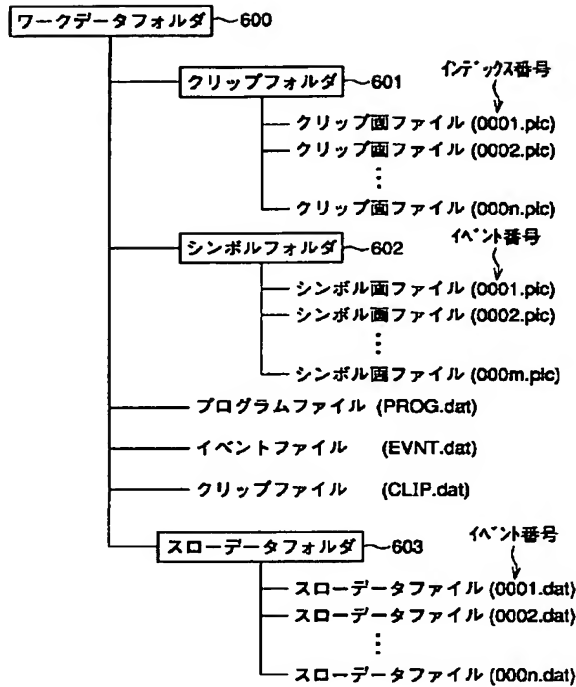 ワークデータフォルダ 600
インデックス番号
クリップフォルダ 601
クリップ画ファイル (0001.pic)
クリップ画ファイル (0002.pic)
⋮
クリップ画ファイル (000n.pic)
イベント番号
シンボルフォルダ 602
シンボル画ファイル (0001.pic)
シンボル画ファイル (0002.pic)
⋮
シンボル画ファイル (000m.pic)
プログラムファイル (PROG.dat)
イベントファイル (EVNT.dat)
クリップファイル (CLIP.dat)
イベント番号
スローデータフォルダ 603
スローデータファイル (0001.dat)
スローデータファイル (0002.dat)
⋮
スローデータファイル (000n.dat)